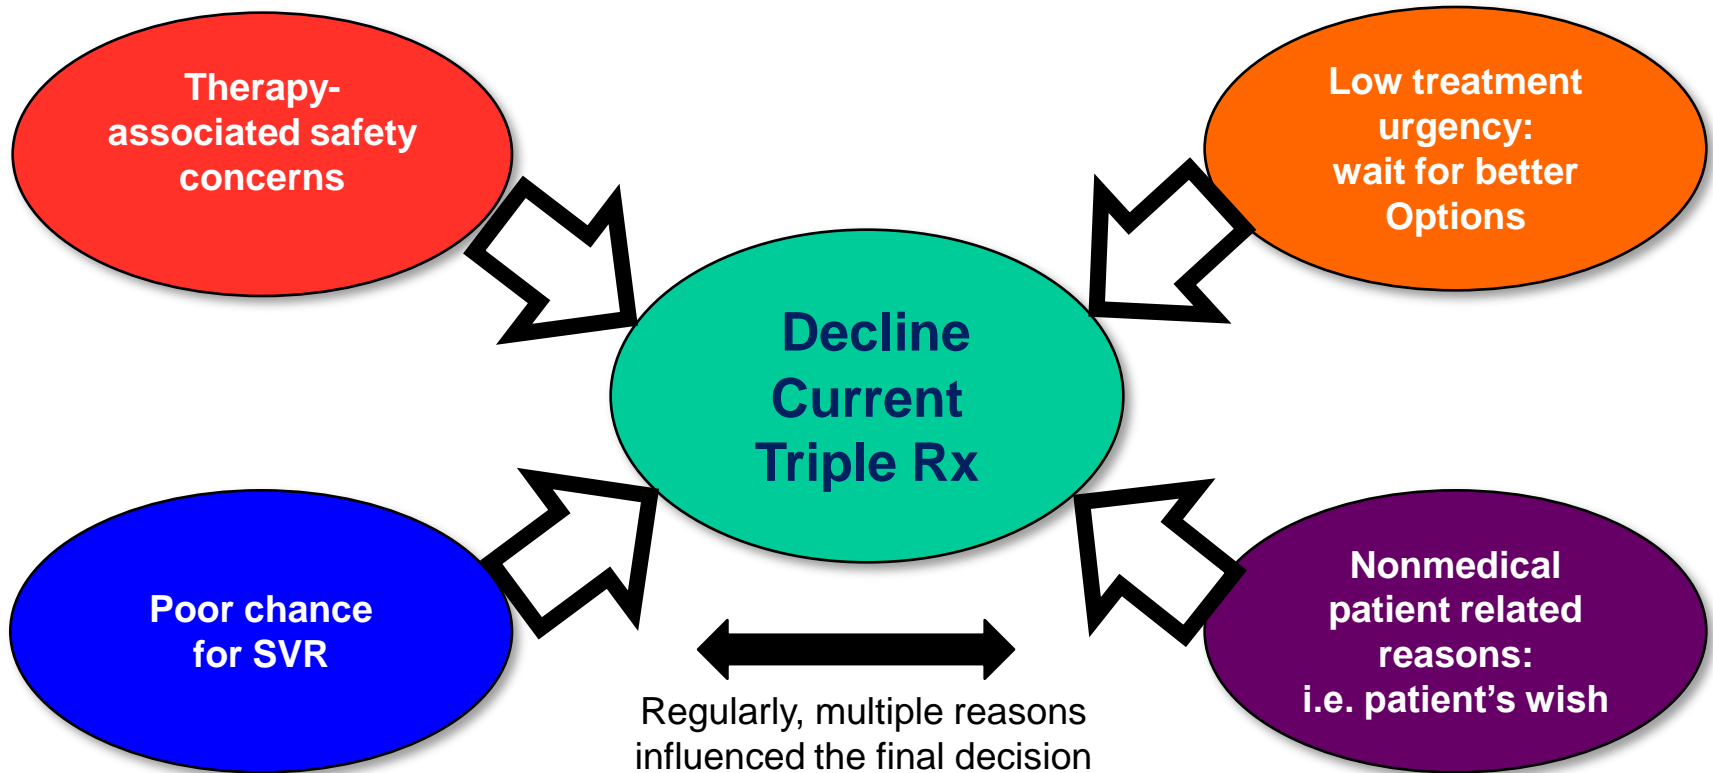 Therapy-
associated safety
concerns
Low treatment
urgency:
wait for better
Options
Decline
Current
Triple Rx
Poor chance
for SVR
Nonmedical
patient related
reasons:
i.e. patient’s wish
Regularly, multiple reasons
influenced the final decision